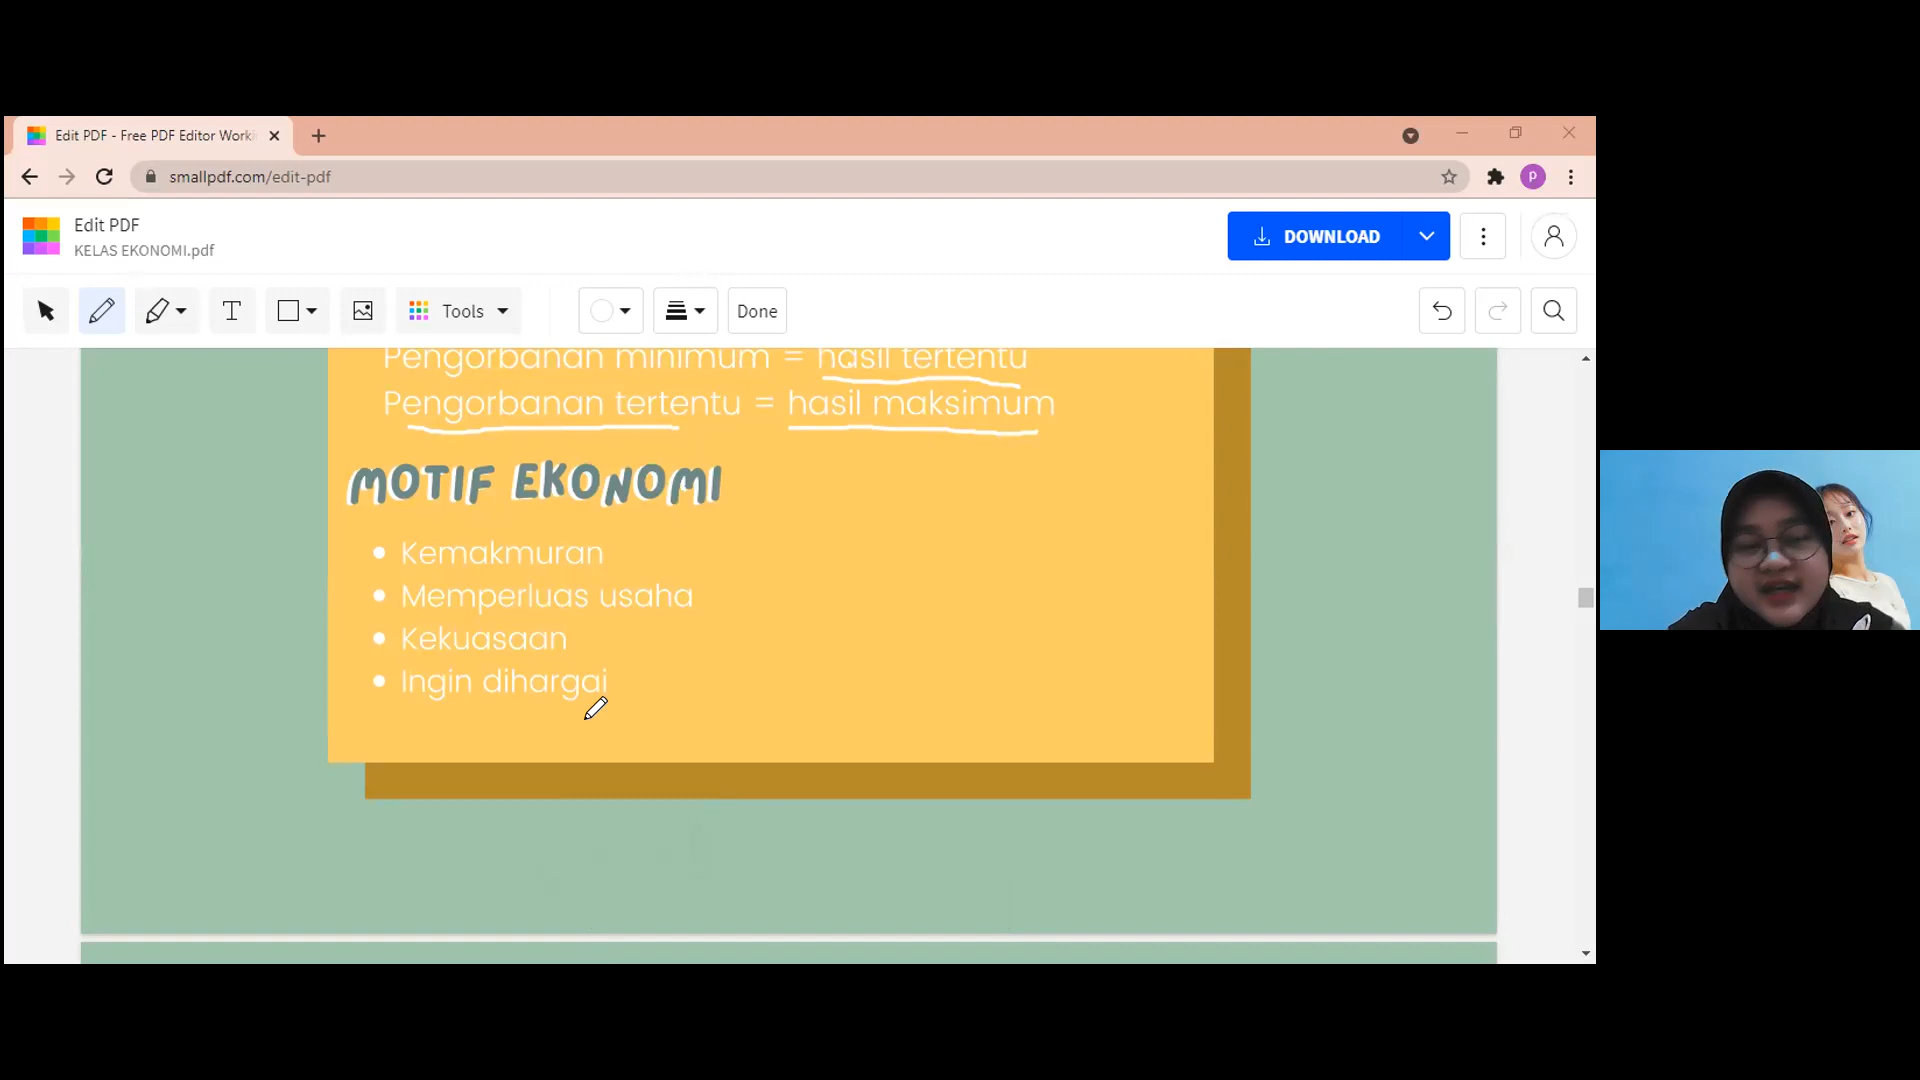 Edit PDF - Free PDF Editor Worki
smallpdf.com/edit-pdf
P
Edit PDF
KELAS EKONOMI.pdf
DOWNLOAD
T Tools Done
Pengorbanan minimum = hasil tertentu
Pengorbanan tertentu = hasil maksimum
MOTIF EKONOMI
• Kemakmuran
• Memperluas usaha
• Kekuasaan
• Ingin dihargai